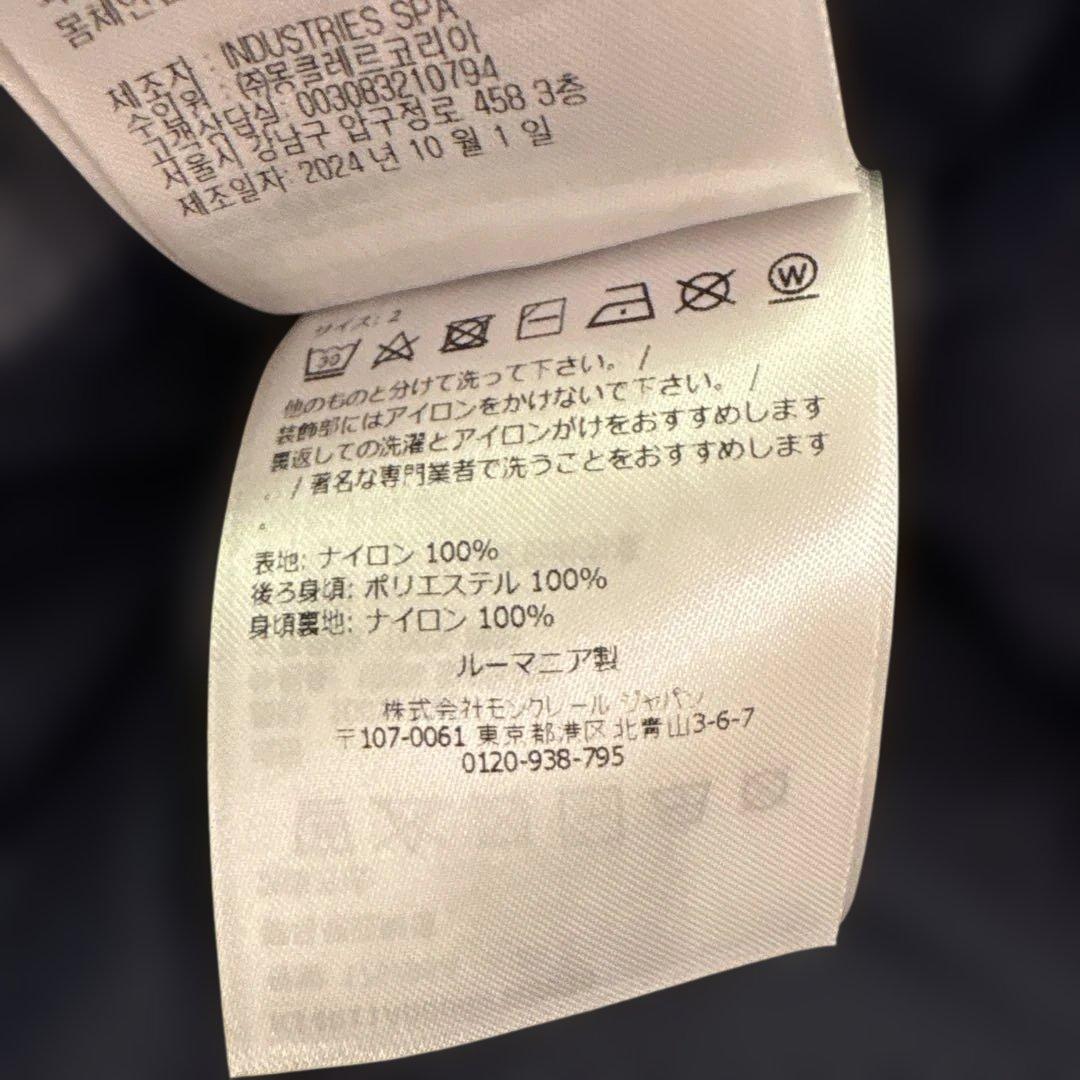 INDUSTRIES SPA
제조자 :
수입원 : (주)몽클레르코리아
고객상담실: 003083210794
서울시 강남구 압구정로 458 3층
제조일자: 2024 년 10 월 1 일
サイズ: 2
30
W
他のものと分けて洗って下さい。 /
装飾部にはアイロンをかけないで下さい。 /
裏返しての洗濯とアイロンがけをおすすめします
。 / 著名な専門業者で洗うことをおすすめします
。
表地: ナイロン 100%
後ろ身頃: ポリエステル 100%
身頃裏地: ナイロン 100%
ルーマニア製
株式会社モンクレール ジャパン
〒107-0061 東京都港区 北青山3-6-7
0120-938-795